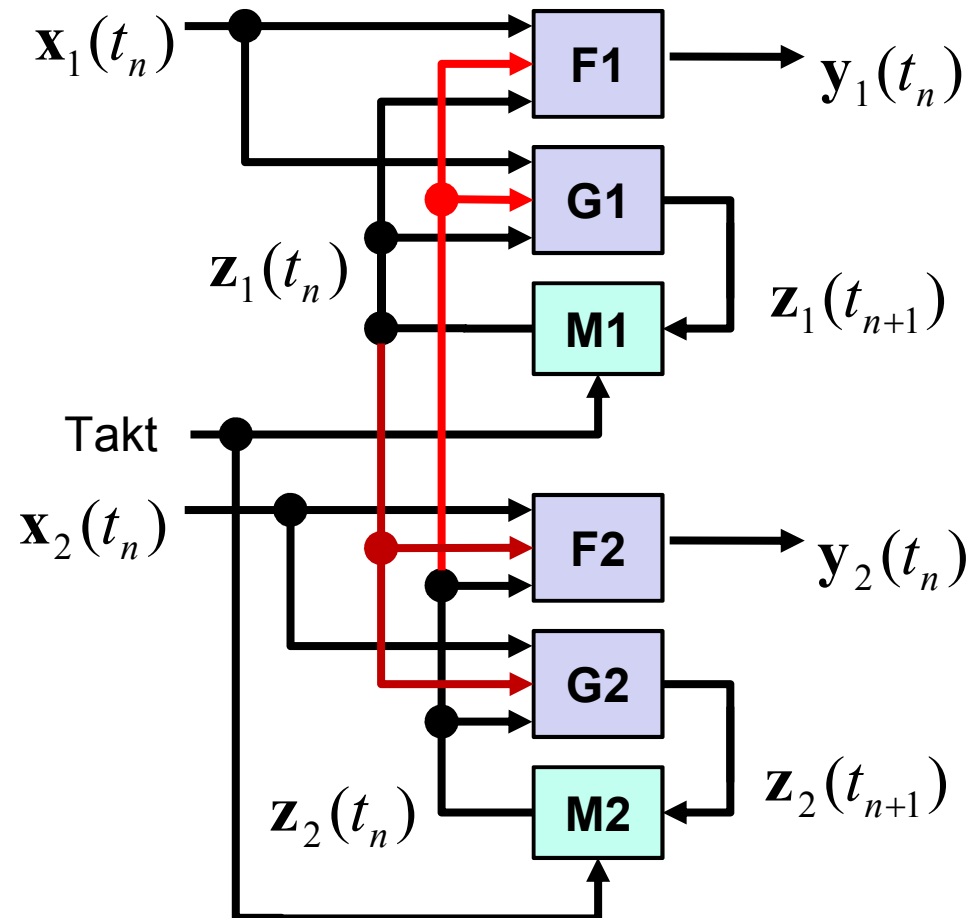 x₁(tₙ)
F1
y₁(tₙ)
G1
z₁(tₙ)
z₁(tₙ₊₁)
M1
Takt
x₂(tₙ)
F2
y₂(tₙ)
G2
z₂(tₙ₊₁)
M2
z₂(tₙ)